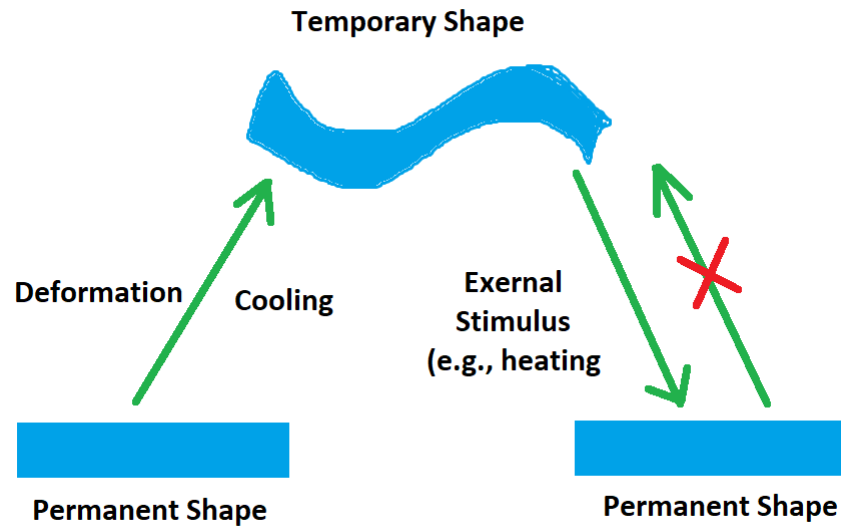 Temporary Shape
Deformation
Cooling
Exernal
Stimulus
(e.g., heating
Permanent Shape
Permanent Shape